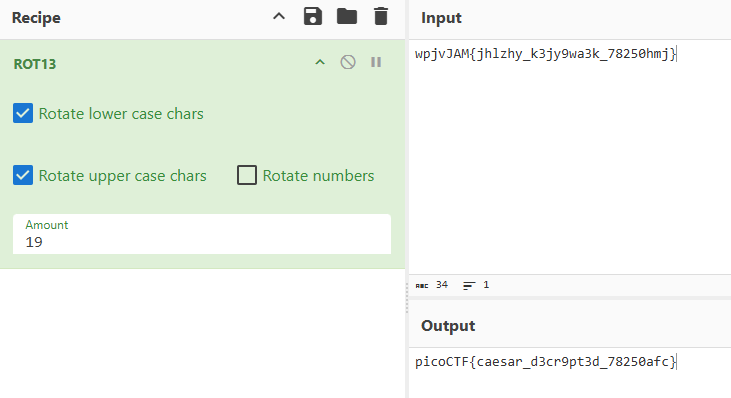 Recipe
ROT13
Rotate lower case chars
Rotate upper case chars
Rotate numbers
Amount
19
Input
wpjvJAM{jhlzhy_k3jy9wa3k_78250hmj}
ABC 34 1
Output
picoCTF{caesar_d3cr9pt3d_78250afc}